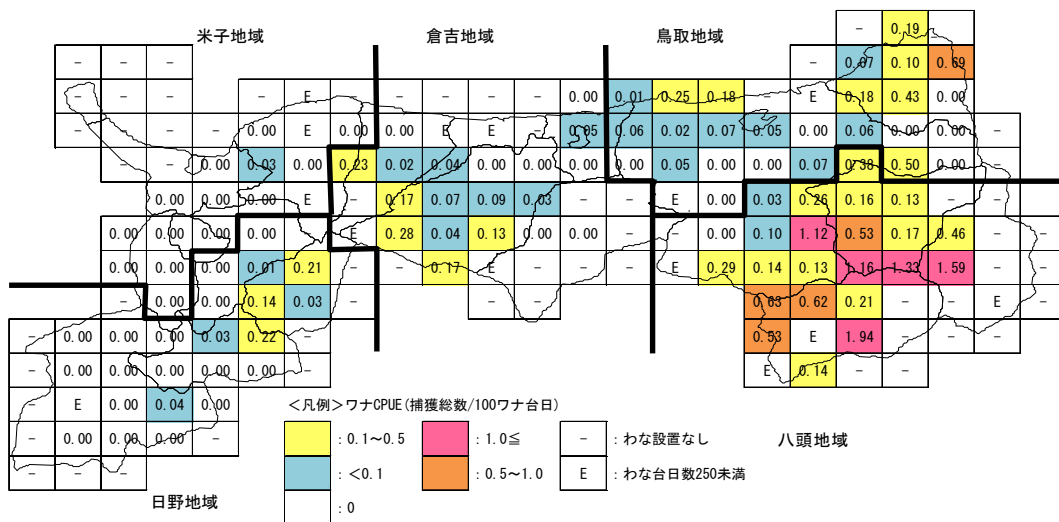 米子地域 倉吉地域 鳥取地域
− 0.19 −
− − − − 0.07 0.10 0.69
− − − − E − − − − − 0.00 0.01 0.25 0.18 − E 0.18 0.43 0.00
− − − − 0.00 E 0.00 0.00 E E − 0.05 0.06 0.02 0.07 0.05 0.00 0.06 0.00 0.00 −
− − 0.00 0.03 0.00 0.23 0.02 0.04 0.00 0.00 0.00 0.00 0.05 0.00 0.00 0.07 0.38 0.50 0.00 −
0.00 0.00 0.00 E − 0.17 0.07 0.09 0.03 − − E 0.00 0.03 0.26 0.16 0.13 − −
0.00 0.00 0.00 0.00 E 0.28 0.04 0.13 0.00 0.00 − − 0.00 0.10 1.12 0.53 0.17 0.46
0.00 0.00 0.00 0.01 0.21 − − 0.17 E − − − E 0.29 0.14 0.13 1.16 1.33 1.59
− 0.00 0.00 0.14 0.03 − − − 0.63 0.62 0.21 − − E −
− 0.00 0.00 0.00 0.03 0.22 − 0.53 E 1.94 − − −
− 0.00 0.00 0.00 0.00 0.00 − E 0.14 − −
− E 0.00 0.04 0.00
＜凡例＞ワナCPUE(捕獲総数/100ワナ台日)
− 0.00 0.00 0.00 −
：0.1～0.5 ：1.0≦ − ：わな設置なし 八頭地域
− − −
：＜0.1 ：0.5～1.0 E ：わな台日数250未満
日野地域
：0